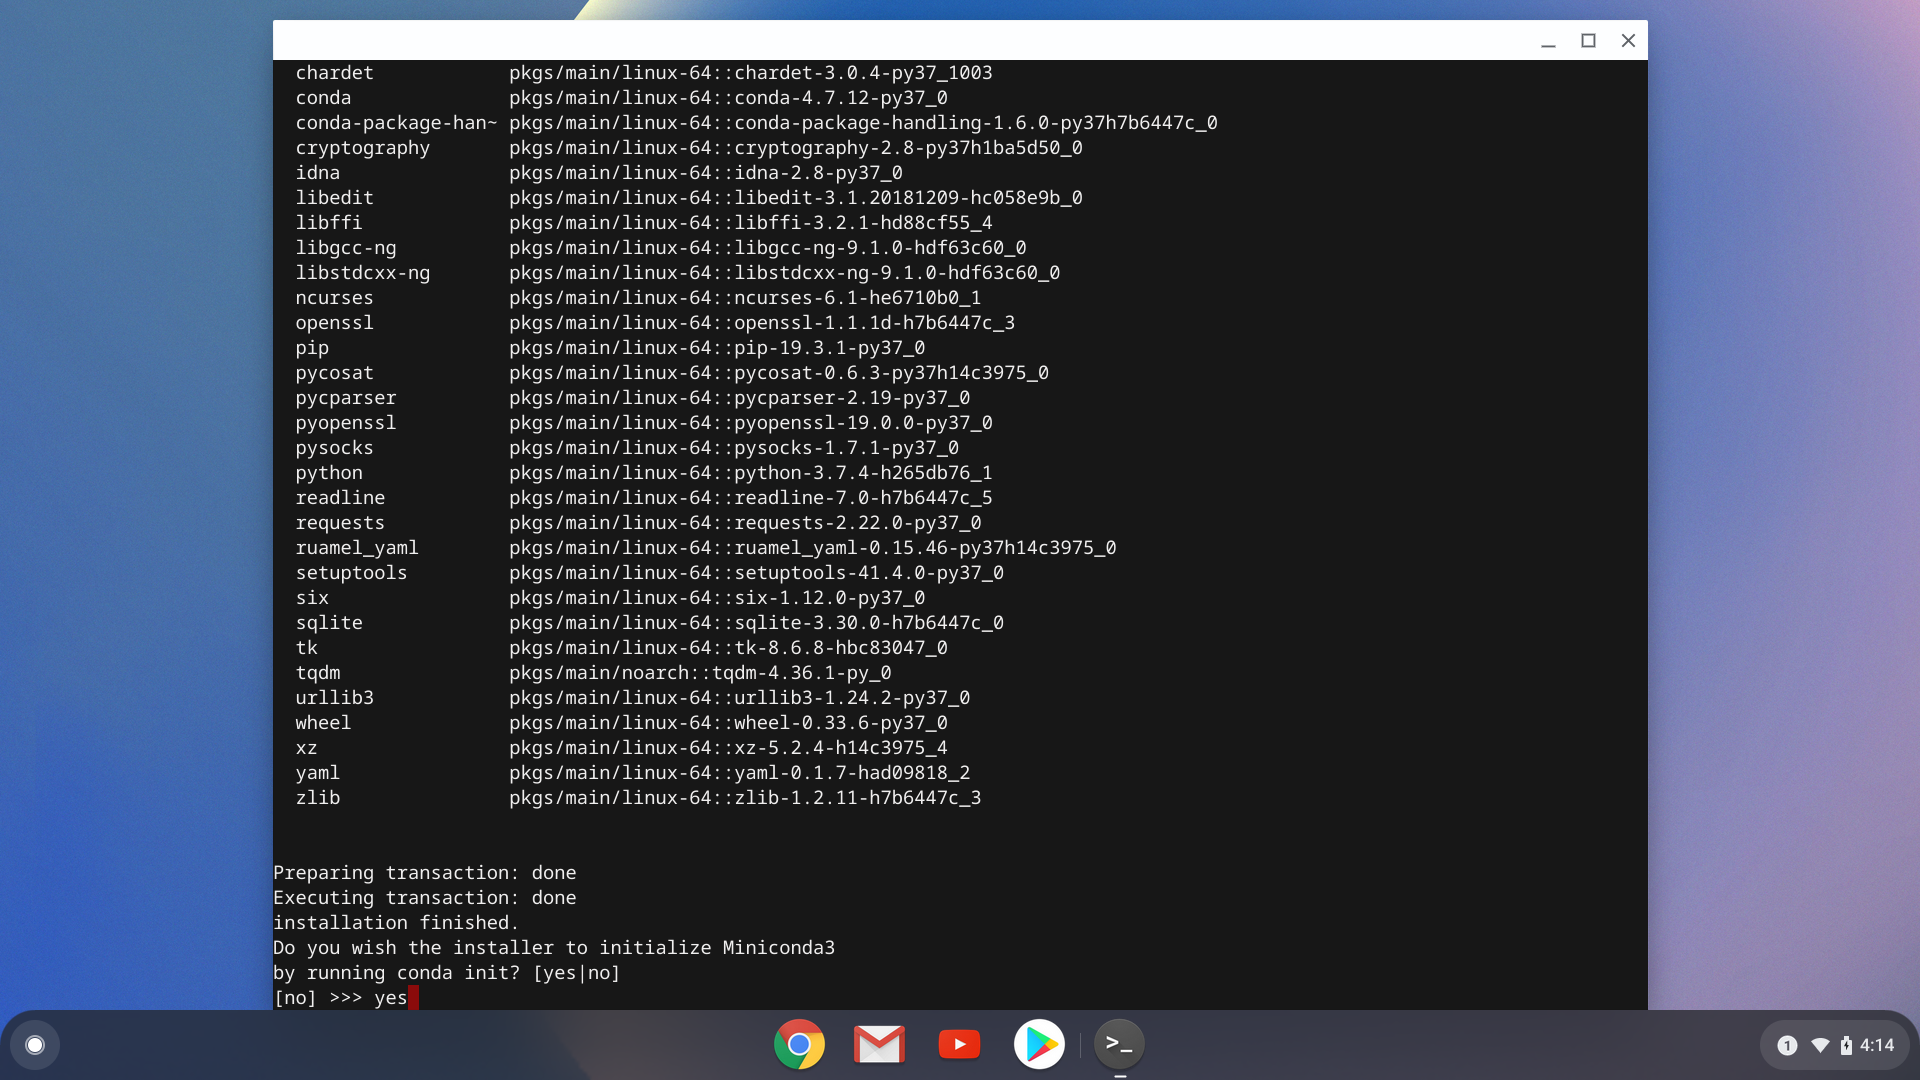 chardet pkgs/main/linux-64::chardet-3.0.4-py37_1003
conda pkgs/main/linux-64::conda-4.7.12-py37_0
conda-package-han~ pkgs/main/linux-64::conda-package-handling-1.6.0-py37h7b6447c_0
cryptography pkgs/main/linux-64::cryptography-2.8-py37h1ba5d50_0
idna pkgs/main/linux-64::idna-2.8-py37_0
libedit pkgs/main/linux-64::libedit-3.1.20181209-hc058e9b_0
libffi pkgs/main/linux-64::libffi-3.2.1-hd88cf55_4
libgcc-ng pkgs/main/linux-64::libgcc-ng-9.1.0-hdf63c60_0
libstdcxx-ng pkgs/main/linux-64::libstdcxx-ng-9.1.0-hdf63c60_0
ncurses pkgs/main/linux-64::ncurses-6.1-he6710b0_1
openssl pkgs/main/linux-64::openssl-1.1.1d-h7b6447c_3
pip pkgs/main/linux-64::pip-19.3.1-py37_0
pycosat pkgs/main/linux-64::pycosat-0.6.3-py37h14c3975_0
pycparser pkgs/main/linux-64::pycparser-2.19-py37_0
pyopenssl pkgs/main/linux-64::pyopenssl-19.0.0-py37_0
pysocks pkgs/main/linux-64::pysocks-1.7.1-py37_0
python pkgs/main/linux-64::python-3.7.4-h265db76_1
readline pkgs/main/linux-64::readline-7.0-h7b6447c_5
requests pkgs/main/linux-64::requests-2.22.0-py37_0
ruamel_yaml pkgs/main/linux-64::ruamel_yaml-0.15.46-py37h14c3975_0
setuptools pkgs/main/linux-64::setuptools-41.4.0-py37_0
six pkgs/main/linux-64::six-1.12.0-py37_0
sqlite pkgs/main/linux-64::sqlite-3.30.0-h7b6447c_0
tk pkgs/main/linux-64::tk-8.6.8-hbc83047_0
tqdm pkgs/main/noarch::tqdm-4.36.1-py_0
urllib3 pkgs/main/linux-64::urllib3-1.24.2-py37_0
wheel pkgs/main/linux-64::wheel-0.33.6-py37_0
xz pkgs/main/linux-64::xz-5.2.4-h14c3975_4
yaml pkgs/main/linux-64::yaml-0.1.7-had09818_2
zlib pkgs/main/linux-64::zlib-1.2.11-h7b6447c_3
Preparing transaction: done
Executing transaction: done
installation finished.
Do you wish the installer to initialize Miniconda3
by running conda init? [yes|no]
[no] >>> yes
>_
1 4:14